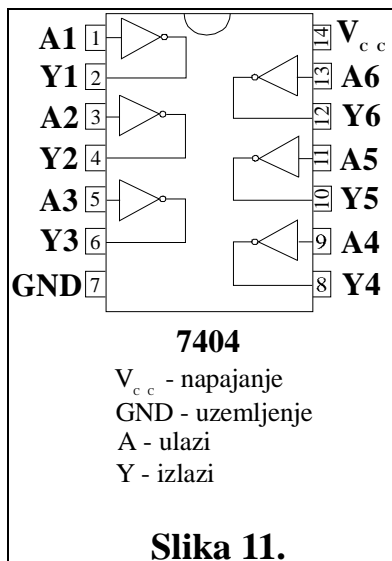 A1 1 14 Vcc
Y1 2 13 A6
A2 3 12 Y6
Y2 4 11 A5
A3 5 10 Y5
Y3 6 9 A4
GND 7 8 Y4
7404
Vcc - napajanje
GND - uzemljenje
A - ulazi
Y - izlazi
Slika 11.